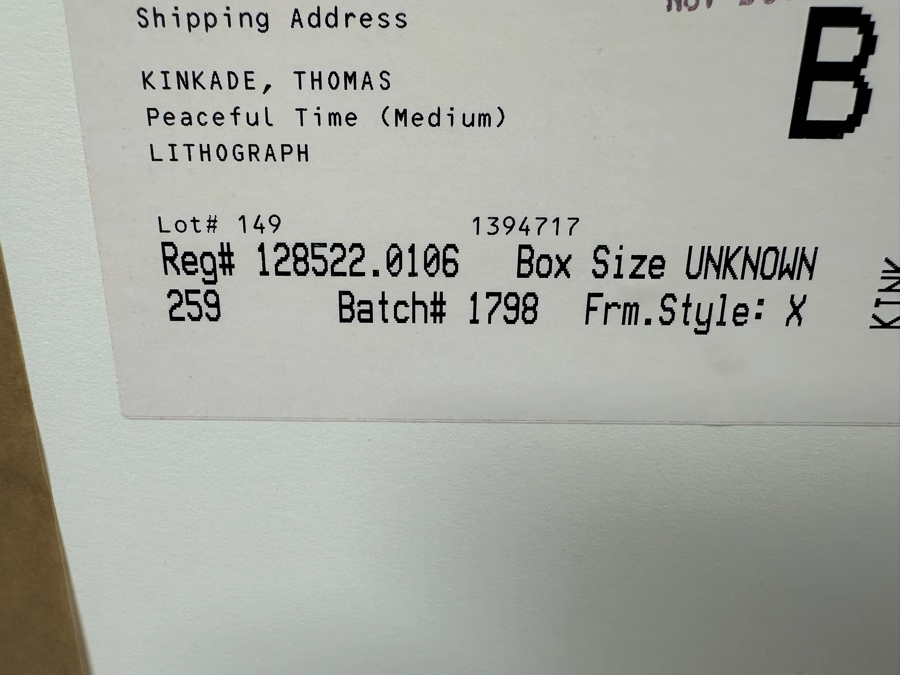 Shipping Address
B
KINKADE, THOMAS
Peaceful Time (Medium)
LITHOGRAPH
Lot# 149 1394717
Reg# 128522.0106 Box Size UNKNOWN
259 Batch# 1798 Frm.Style: X
KINK